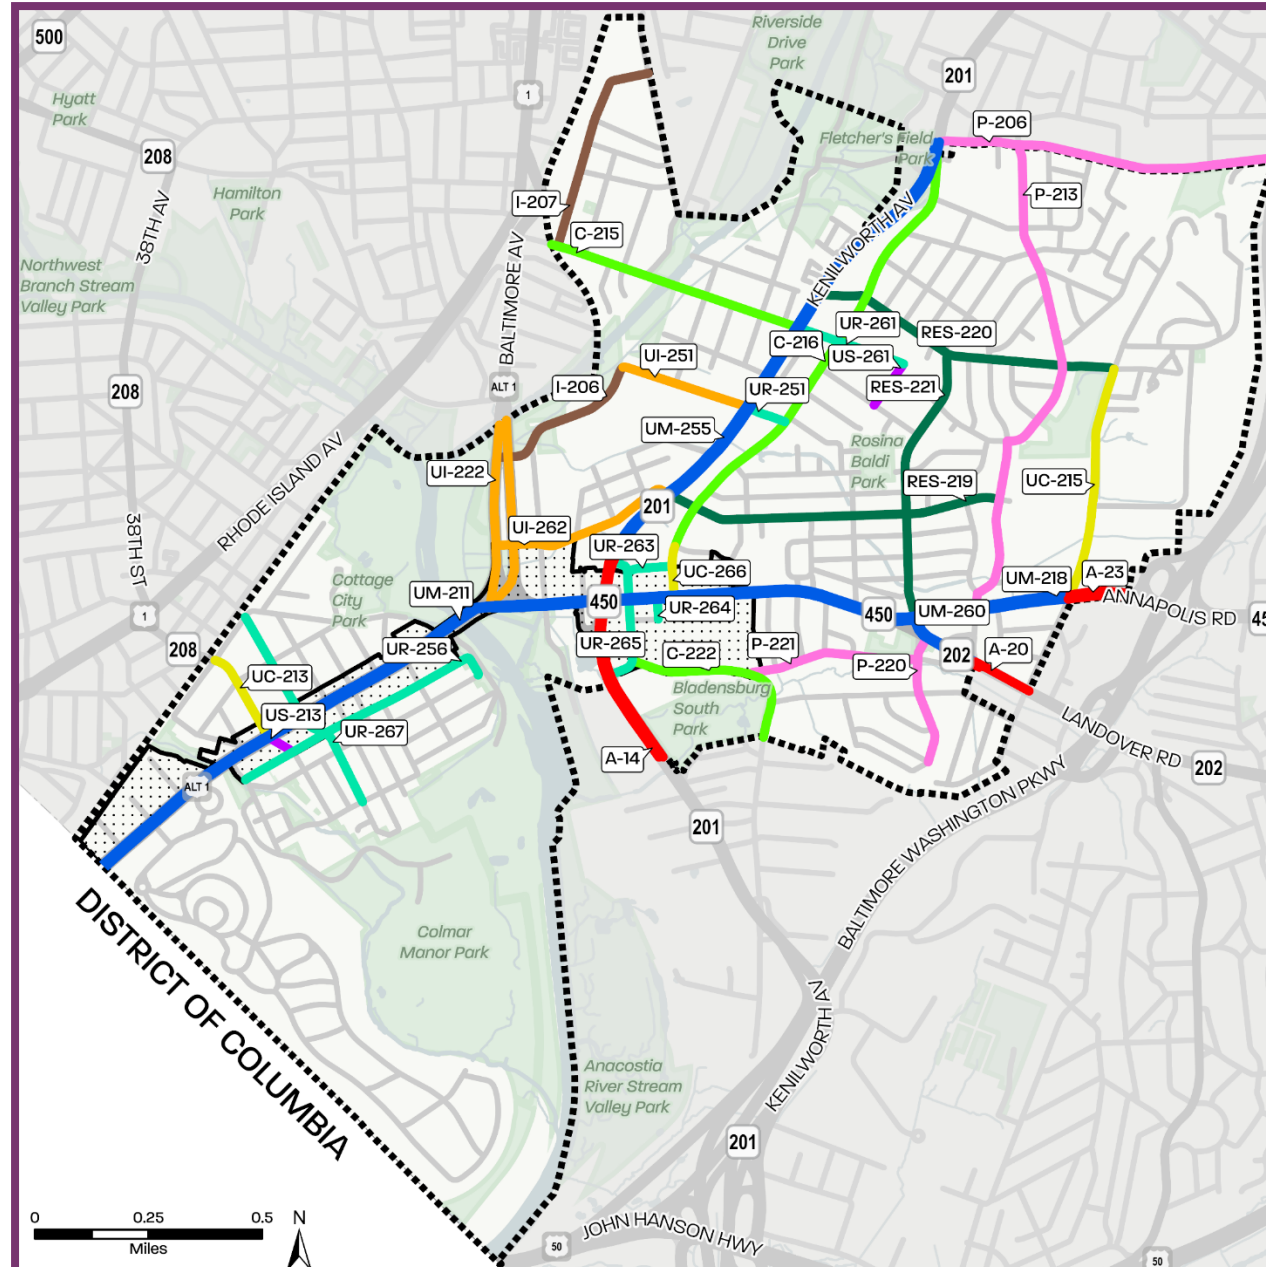 500
Riverside
Drive
Park
201
1
Hyatt
Park
208
P-206
Fletcher's Field
Park
Hamilton
Park
38TH AV
P-213
I-207
C-215
KENILWORTH AV
Northwest
Branch Stream
Valley Park
BALTIMORE AV
UR-261
RES-220
C-216
US-261
UI-251
I-206
RES-221
208
ALT 1
UR-251
UM-255
RHODE ISLAND AV
Rosina
Baldi
Park
UI-222
RES-219
UC-215
201
38TH ST
UI-262
UR-263
UC-266
Cottage
City
Park
UM-218
A-23
UM-211
450
UR-264
450
UM-260
ANNAPOLIS RD
45
1
208
UR-256
UR-265
C-222
P-221
P-220
202
A-20
UC-213
Bladensburg
South
Park
US-213
UR-267
A-14
LANDOVER RD
202
ALT 1
201
BALTIMORE WASHINGTON PKWY
DISTRICT OF COLUMBIA
Colmar
Manor Park
KENILWORTH AV
Anacostia
River Stream
Valley Park
201
0 0.25 0.5
Miles
N
JOHN HANSON HWY
50
50